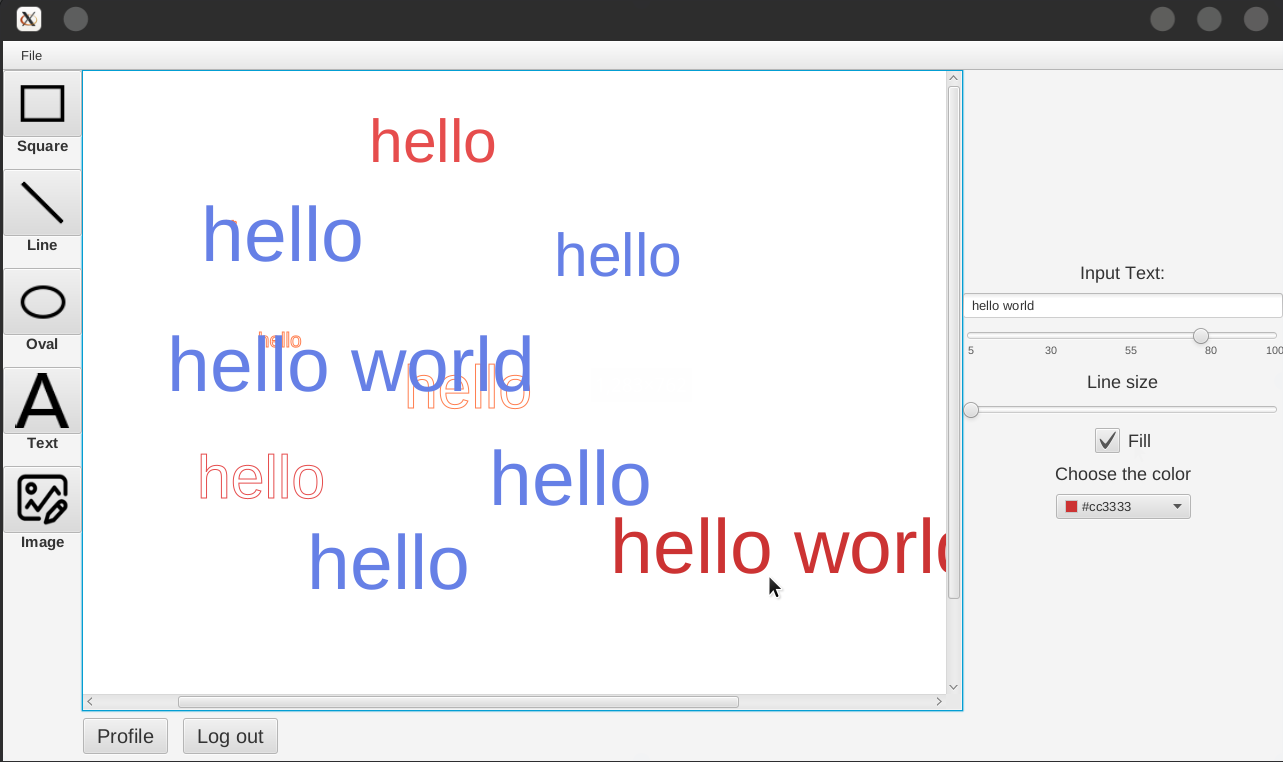 File
Square
Line
Oval
Text
Image
hello
hello
hello
hello
hello world
hello
hello
hello
hello
hello world
Input Text:
hello world
5 30 55 80 100
Line size
Fill
Choose the color
#cc3333
Profile
Log out